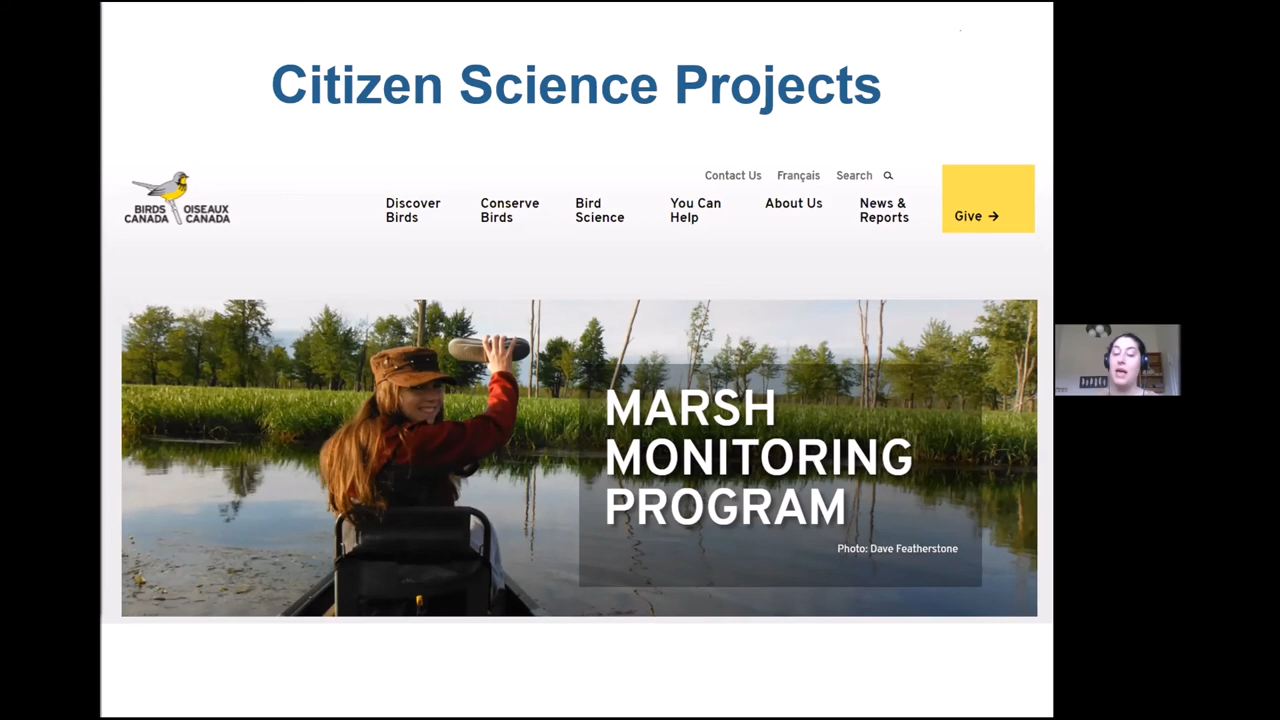 Citizen Science Projects
BIRDS OISEAUX
CANADA CANADA
Contact Us Français Search
Discover Birds
Conserve Birds
Bird Science
You Can Help
About Us
News & Reports
Give →
MARSH
MONITORING
PROGRAM
Photo: Dave Featherstone